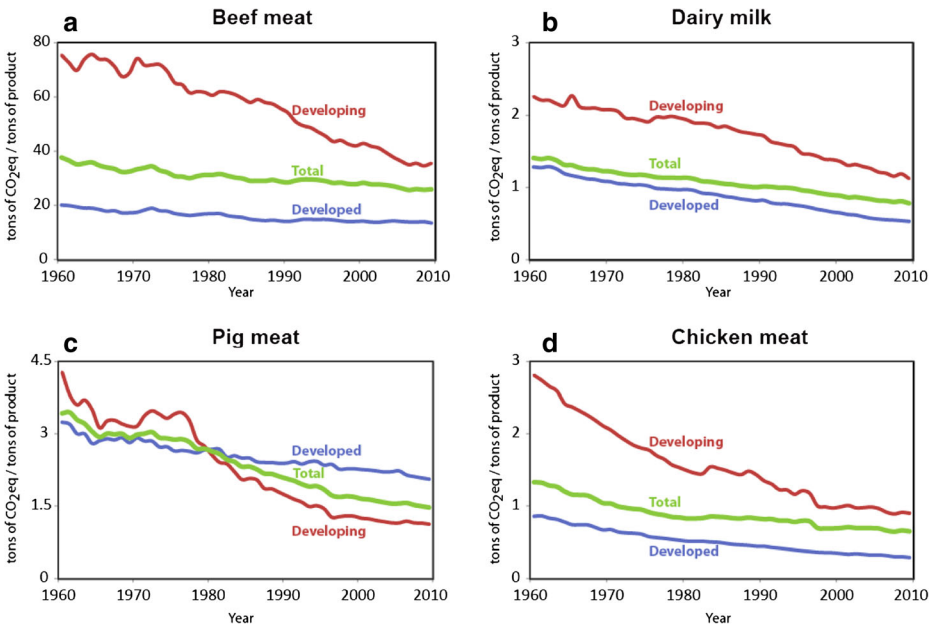 a
Beef meat
tons of CO2eq / tons of product
80
60
40
20
0
Developing
Total
Developed
1960 1970 1980 1990 2000 2010
Year
b
Dairy milk
tons of CO2eq / tons of product
3
2
1
0
Developing
Total
Developed
1960 1970 1980 1990 2000 2010
Year
c
Pig meat
tons of CO2eq / tons of product
4.5
3
1.5
0
Developed
Total
Developing
1960 1970 1980 1990 2000 2010
Year
d
Chicken meat
tons of CO2eq / tons of product
3
2
1
0
Developing
Total
Developed
1960 1970 1980 1990 2000 2010
Year